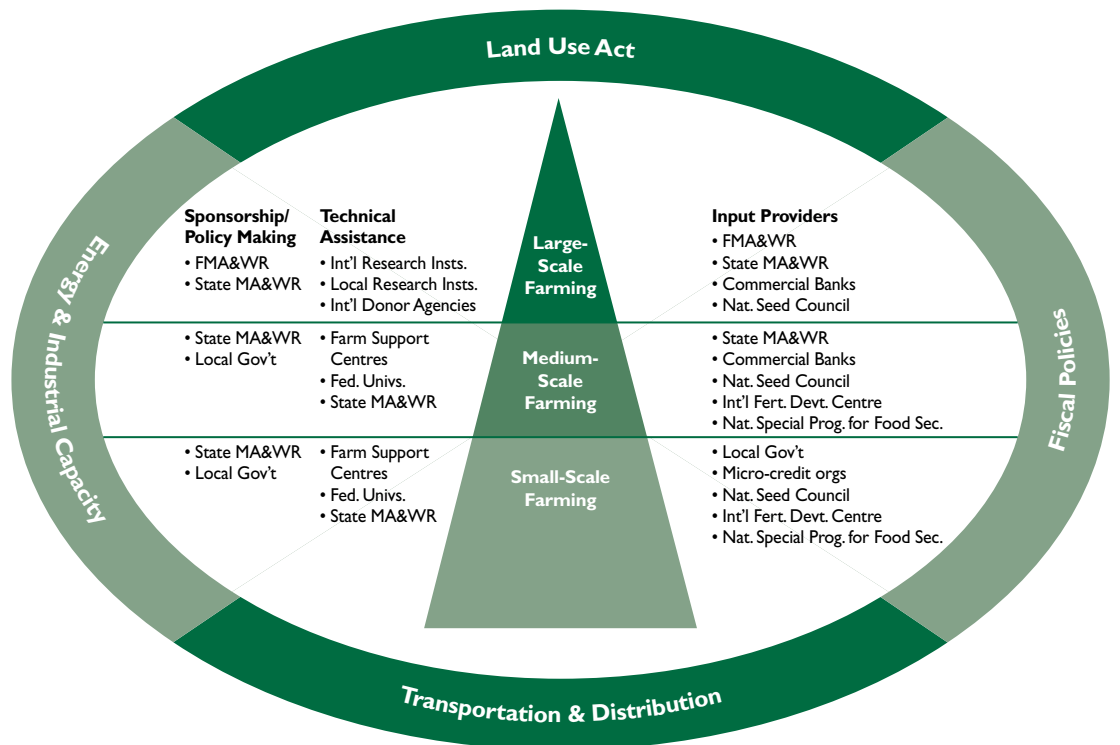 Land Use Act
Energy & Industrial Capacity
Fiscal Policies
Sponsorship/
Policy Making
• FMA&WR
• State MA&WR
Technical
Assistance
• Int'l Research Insts.
• Local Research Insts.
• Int'l Donor Agencies
Large-
Scale
Farming
Input Providers
• FMA&WR
• State MA&WR
• Commercial Banks
• Nat. Seed Council
• State MA&WR
• Local Gov't
• Farm Support
Centres
• Fed. Univs.
• State MA&WR
Medium-
Scale
Farming
• State MA&WR
• Commercial Banks
• Nat. Seed Council
• Int'l Fert. Devt. Centre
• Nat. Special Prog. for Food Sec.
• State MA&WR
• Local Gov't
• Farm Support
Centres
• Fed. Univs.
• State MA&WR
Small-Scale
Farming
• Local Gov't
• Micro-credit orgs
• Nat. Seed Council
• Int'l Fert. Devt. Centre
• Nat. Special Prog. for Food Sec.
Transportation & Distribution